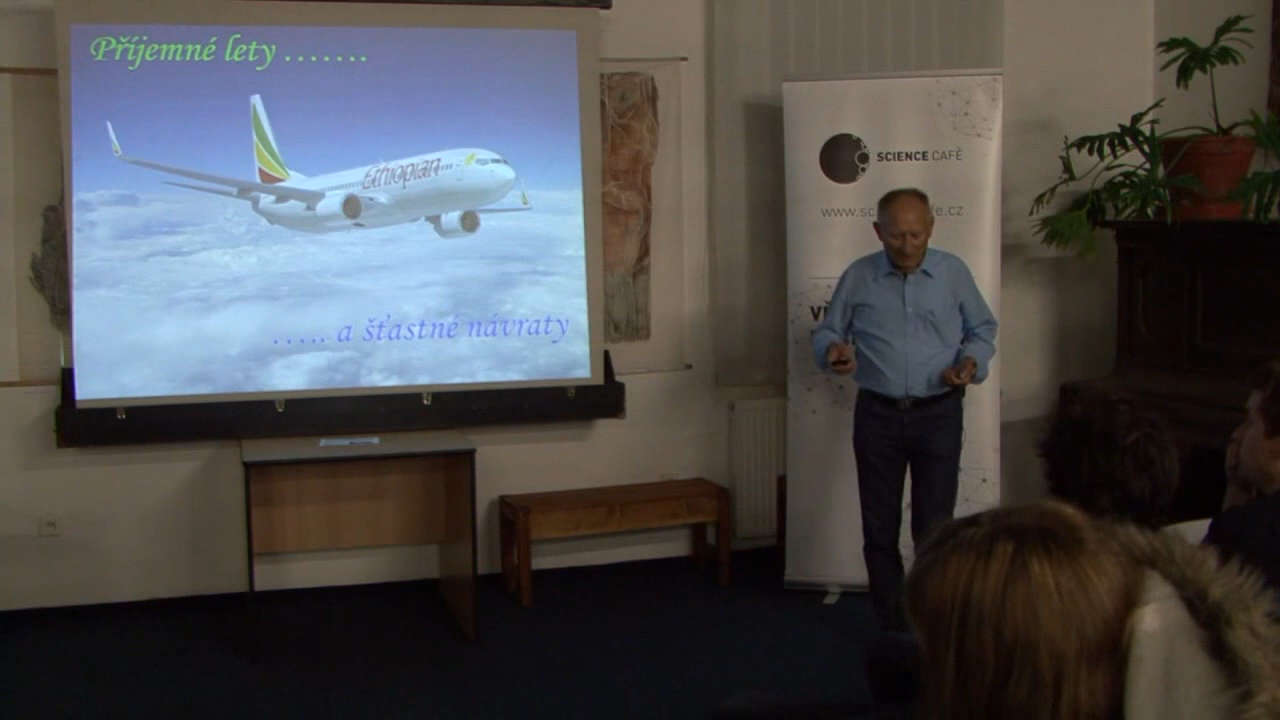 Příjemné lety .......
Ethiopian
..... a šťastné návraty
SCIENCE CAFÉ